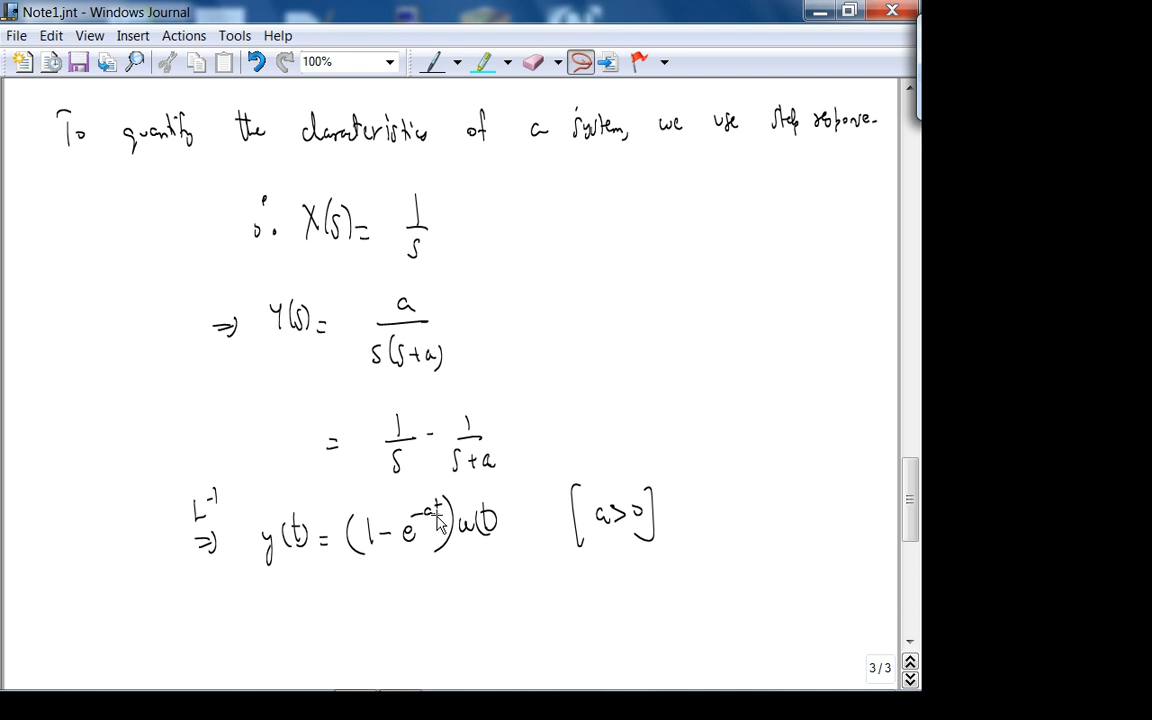 Note1.jnt - Windows Journal
File Edit View Insert Actions Tools Help
100%
To quantify the charateristics of a system, we use step response.
∴ X(s) = 1/s
⇒ Y(s) = a/s(s+a)
= 1/s - 1/s+a
L⁻¹ ⇒ y(t) = (1-e^-at)u(t) [a>0]
3/3